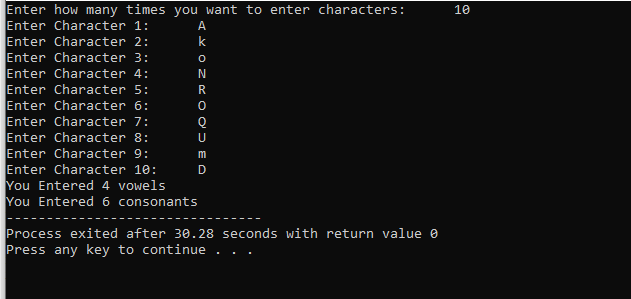 Enter how many times you want to enter characters:      10
Enter Character 1:      A
Enter Character 2:      k
Enter Character 3:      o
Enter Character 4:      N
Enter Character 5:      R
Enter Character 6:      O
Enter Character 7:      Q
Enter Character 8:      U
Enter Character 9:      m
Enter Character 10:     D
You Entered 4 vowels
You Entered 6 consonants
--------------------------------
Process exited after 30.28 seconds with return value 0
Press any key to continue . . .